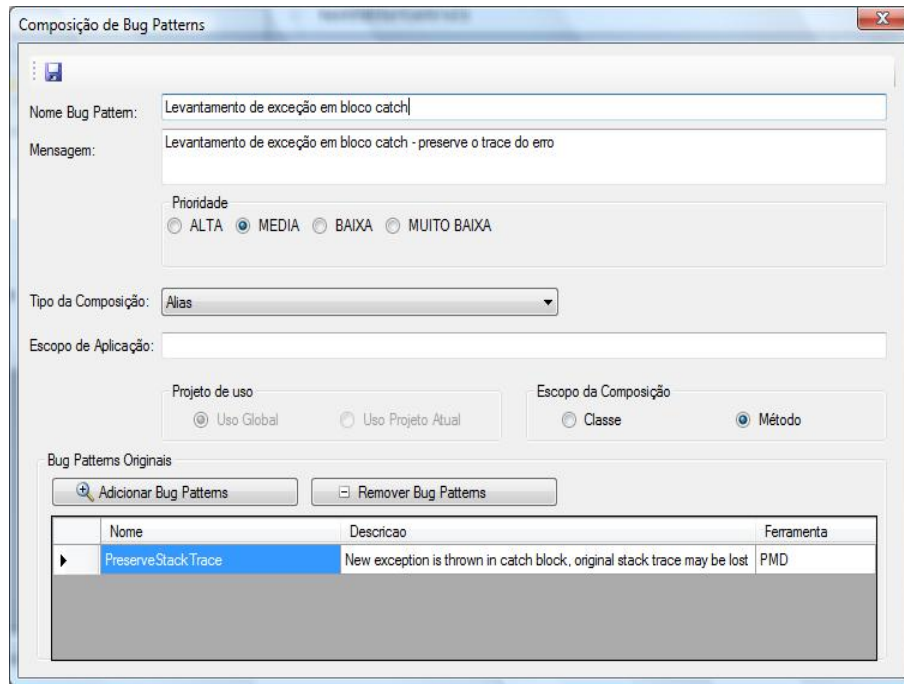 Composição de Bug Patterns
Nome Bug Pattern: Levantamento de exceção em bloco catch
Mensagem: Levantamento de exceção em bloco catch - preserve o trace do erro
Prioridade
ALTA MEDIA BAIXA MUITO BAIXA
Tipo da Composição: Alias
Escopo de Aplicação:
Projeto de uso Escopo da Composição
Uso Global Uso Projeto Atual Classe Método
Bug Patterns Originais
Adicionar Bug Patterns Remover Bug Patterns
Nome Descricao Ferramenta
PreserveStackTrace New exception is thrown in catch block, original stack trace may be lost PMD